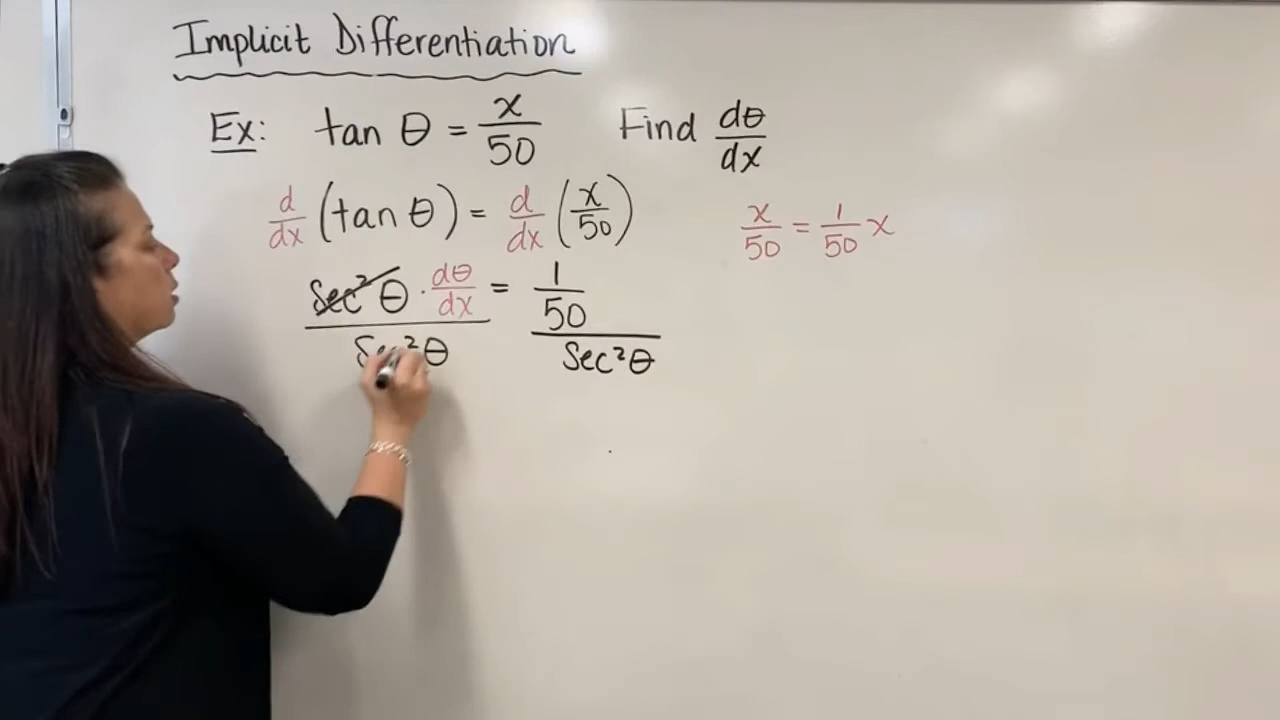 Implicit Differentiation
Ex: tan θ = x/50 Find dθ/dx
d/dx (tan θ) = d/dx (x/50)
x/50 = 1/50 x
sec² θ · dθ/dx = 1/50
sec²θ sec²θ